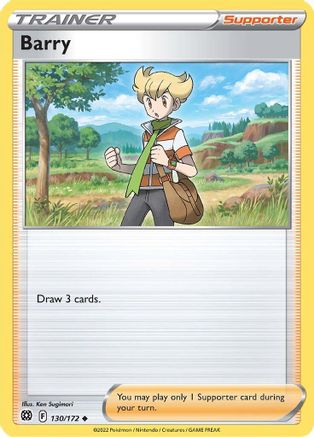 TRAINER Supporter
Barry
Draw 3 cards.
Illus. Ken Sugimori
F 130/172
You may play only 1 Supporter card during
your turn.
©2022 Pokémon / Nintendo / Creatures / GAME FREAK